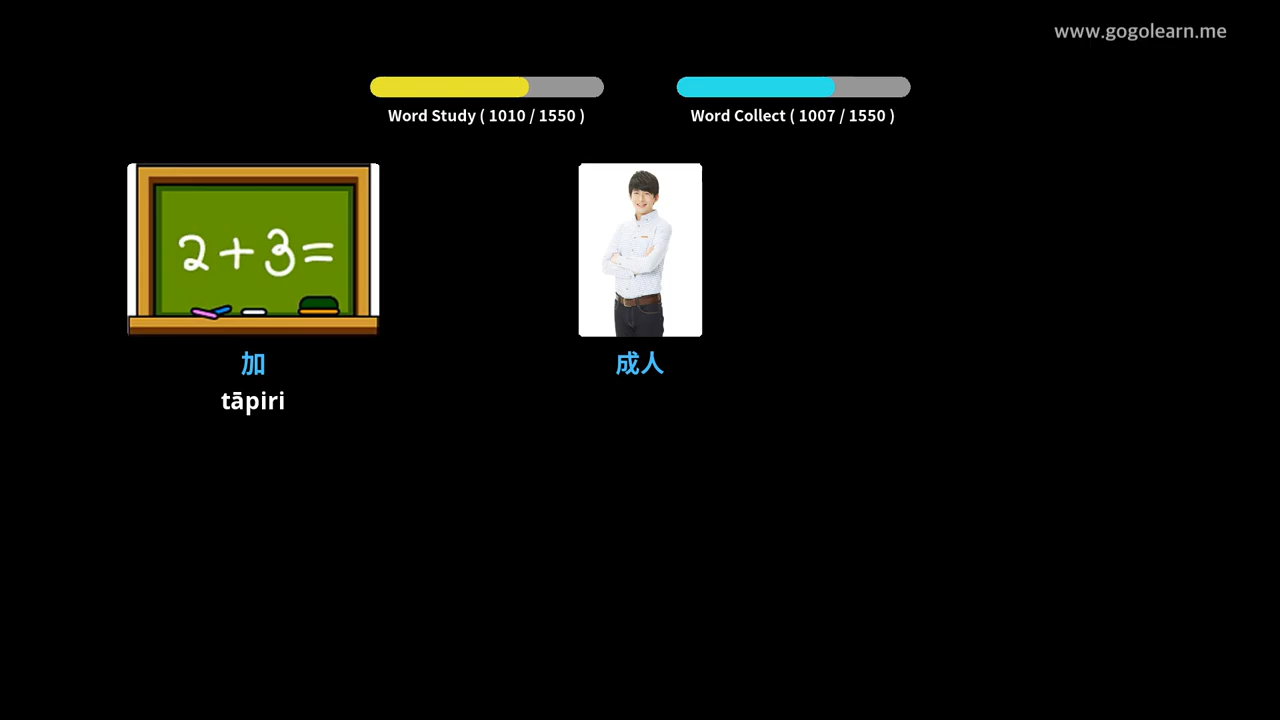 www.gogolearn.me
Word Study ( 1010 / 1550 )
Word Collect ( 1007 / 1550 )
2+3=
加
tāpiri
成人